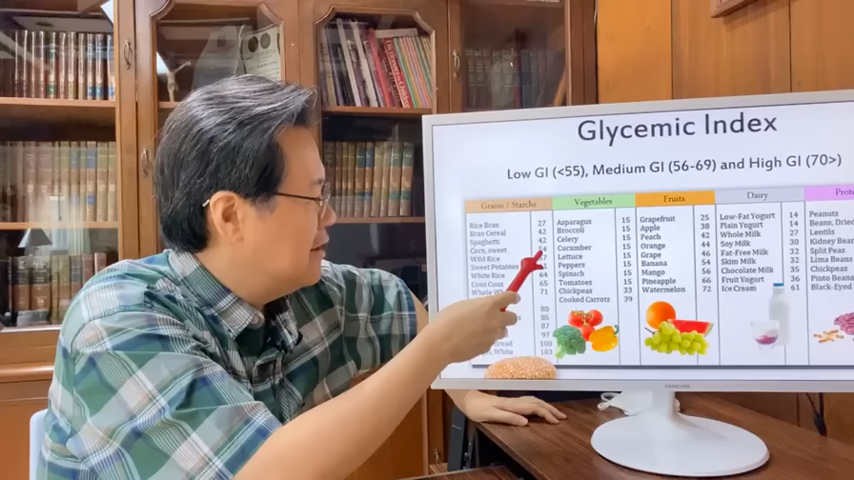 Glycemic Index
Low GI (<55), Medium GI (56-69) and High GI (70>)
Grains / Starchs
Rice Bran 27
Bran Cereal 42
Spaghetti 42
Corn, sweet
Wild Rice
Sweet Potatoes
White Rice 64
Cous Cous 65
71
80
85
87
97
100
White 103
Vegetables
Asparagus 15
Broccoli 15
Celery 15
Cucumber 15
Lettuce 15
Peppers 15
Spinach 15
Tomatoes 15
Chickpeas 33
Cooked Carrots 39
Fruits
Grapefruit 25
Apple 38
Peach 42
Orange 44
Grape 46
Banana 54
Mango 56
Pineapple 66
Watermelon 72
Dairy
Low-Fat Yogurt 14
Plain Yogurt 14
Whole Milk 27
Soy Milk 30
Fat-Free Milk 32
Skim Milk 32
Chocolate Milk 35
Fruit Yogurt 36
Ice Cream 61
Prote
Peanuts
Beans, Dried
Lentils
Kidney Beans
Split Peas
Lima Beans
Chickpeas
Pinto Beans
Black-Eyed
SAMSUNG